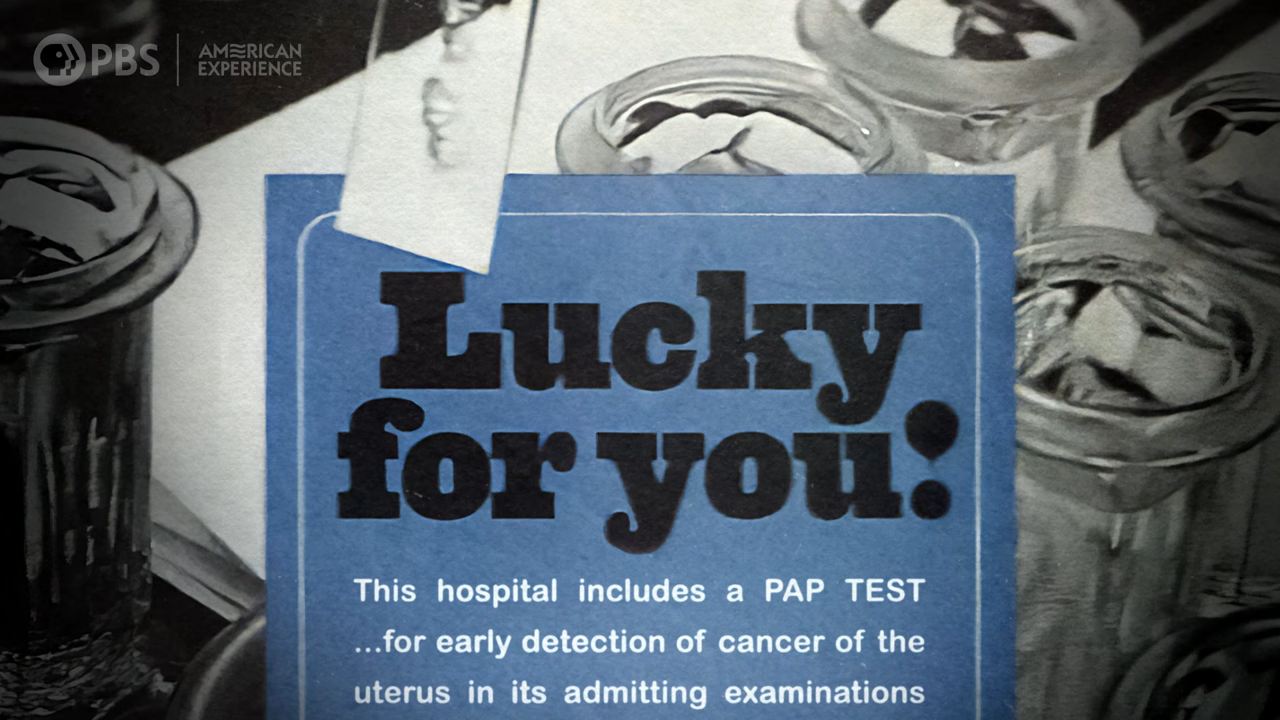 PBS
AMERICAN
EXPERIENCE
Lucky
for you!
This hospital includes a PAP TEST
...for early detection of cancer of the
uterus in its admitting examinations